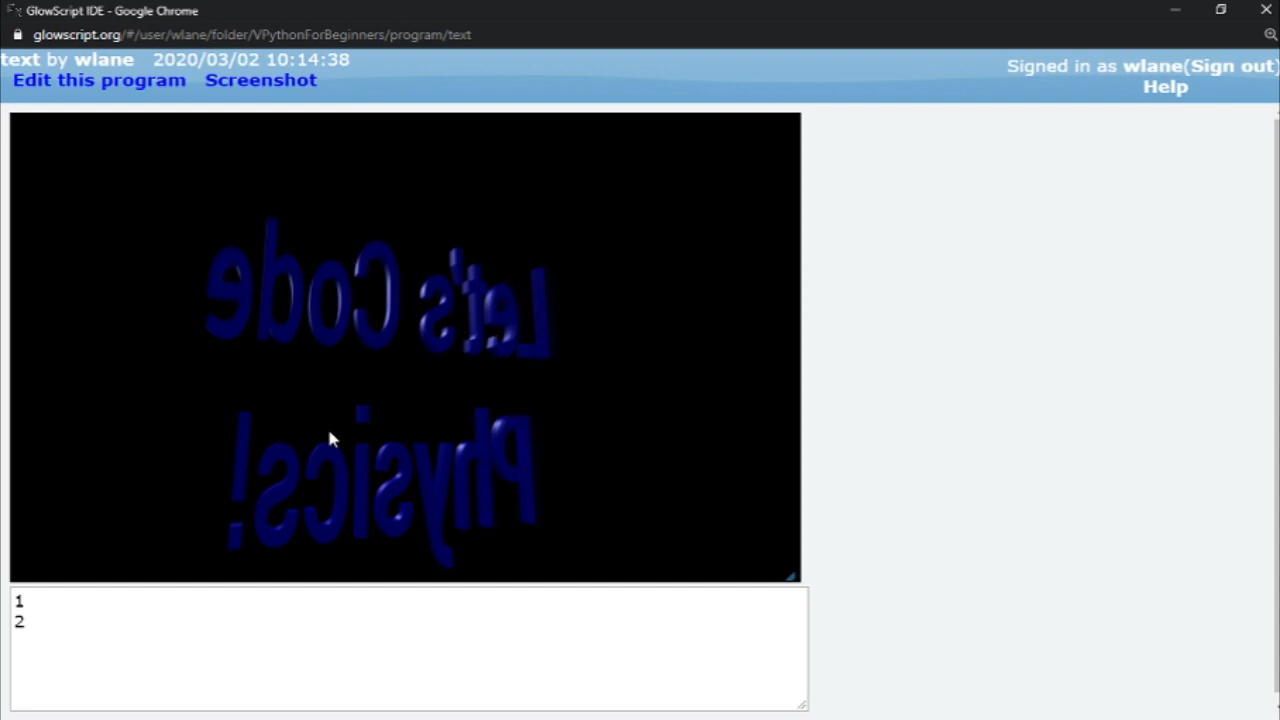 GlowScript IDE - Google Chrome
glowscript.org/#/user/wlane/folder/VPythonForBeginners/program/text
text by wlane 2020/03/02 10:14:38
Signed in as wlane(Sign out)
Edit this program Screenshot
Help
Let's Code
Physics!
1
2